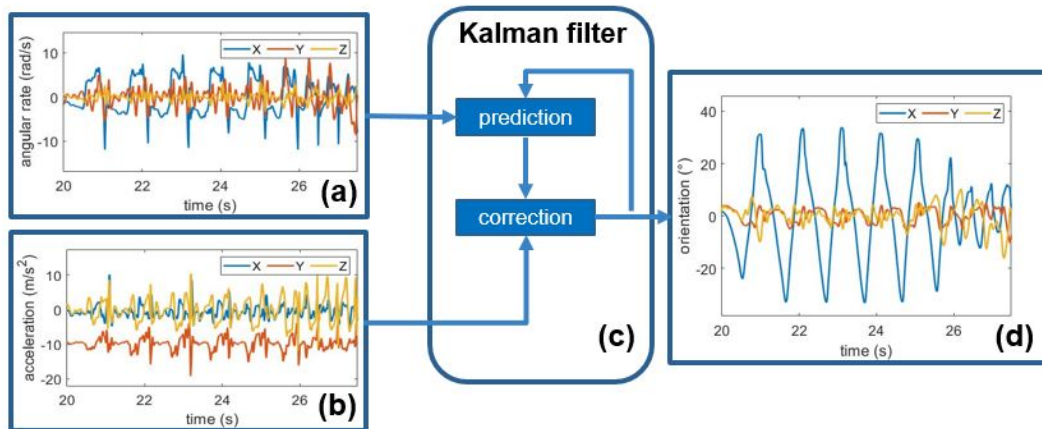 X Y Z
angular rate (rad/s)
10
0
-10
20 22 24 26
time (s)
(a)
X Y Z
acceleration (m/s²)
10
0
-10
-20
20 22 24 26
time (s)
(b)
Kalman filter
prediction
correction
(c)
X Y Z
orientation (°)
40
20
0
-20
20 22 24 26
time (s)
(d)